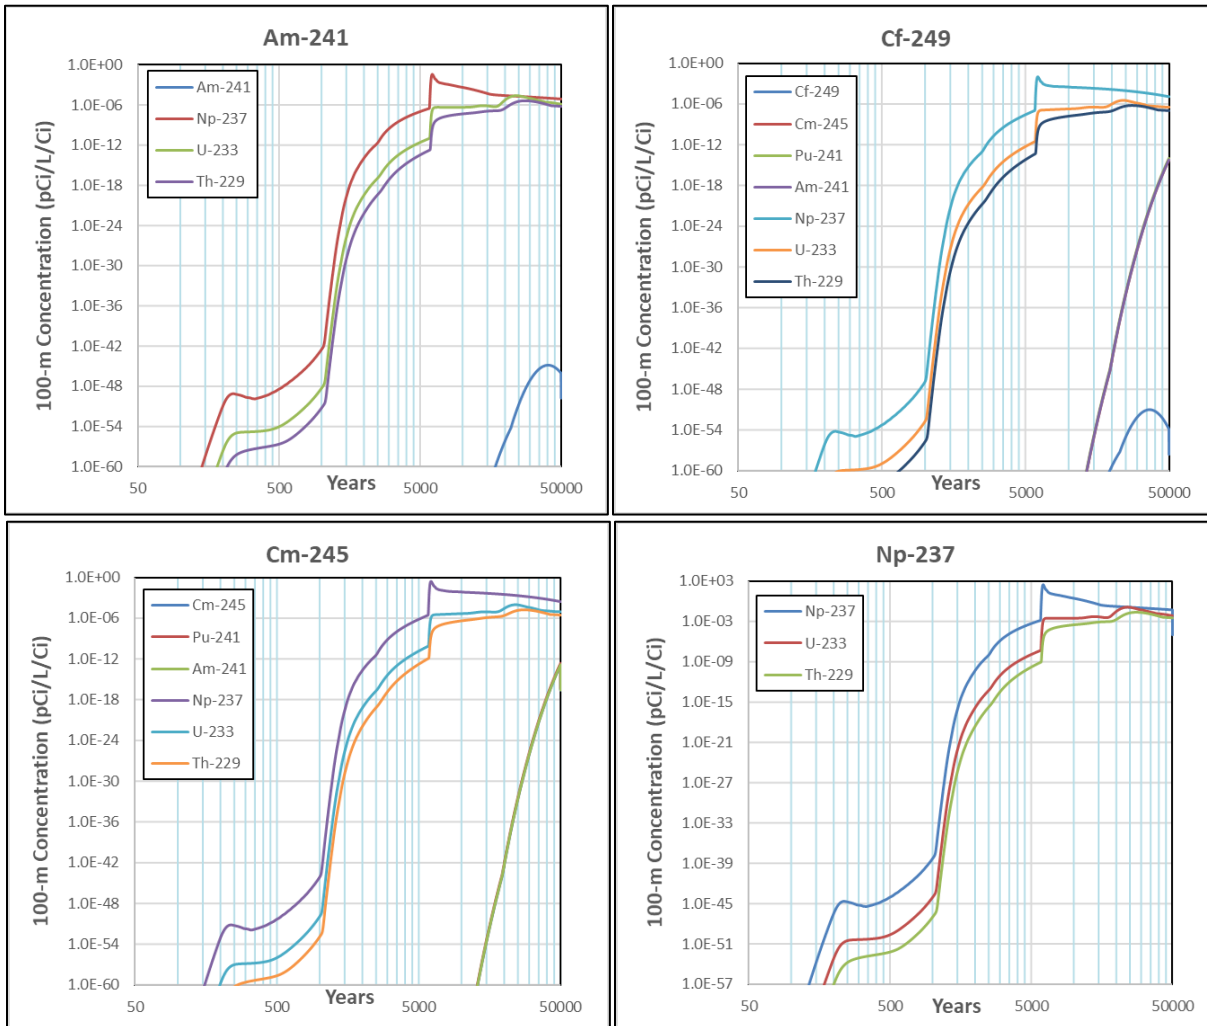 Am-241
100-m Concentration (pCi/L/Ci)
1.0E+00
1.0E-06
1.0E-12
1.0E-18
1.0E-24
1.0E-30
1.0E-36
1.0E-42
1.0E-48
1.0E-54
1.0E-60
Am-241
Np-237
U-233
Th-229
50 500 5000 50000
Years
Cf-249
100-m Concentration (pCi/L/Ci)
1.0E+00
1.0E-06
1.0E-12
1.0E-18
1.0E-24
1.0E-30
1.0E-36
1.0E-42
1.0E-48
1.0E-54
1.0E-60
Cf-249
Cm-245
Pu-241
Am-241
Np-237
U-233
Th-229
50 500 5000 50000
Years
Cm-245
100-m Concentration (pCi/L/Ci)
1.0E+00
1.0E-06
1.0E-12
1.0E-18
1.0E-24
1.0E-30
1.0E-36
1.0E-42
1.0E-48
1.0E-54
1.0E-60
Cm-245
Pu-241
Am-241
Np-237
U-233
Th-229
50 500 5000 50000
Years
Np-237
100-m Concentration (pCi/L/Ci)
1.0E+03
1.0E-03
1.0E-09
1.0E-15
1.0E-21
1.0E-27
1.0E-33
1.0E-39
1.0E-45
1.0E-51
1.0E-57
Np-237
U-233
Th-229
50 500 5000 50000
Years